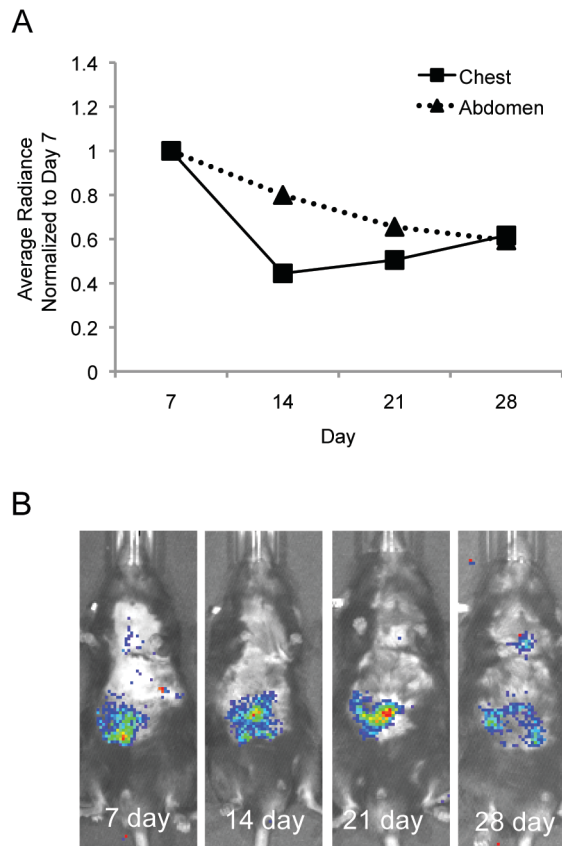 A
Average Radiance
Normalized to Day 7
1.4
1.2
1
0.8
0.6
0.4
0.2
0
Chest
Abdomen
7 14 21 28
Day
B
7 day 14 day 21 day 28 day